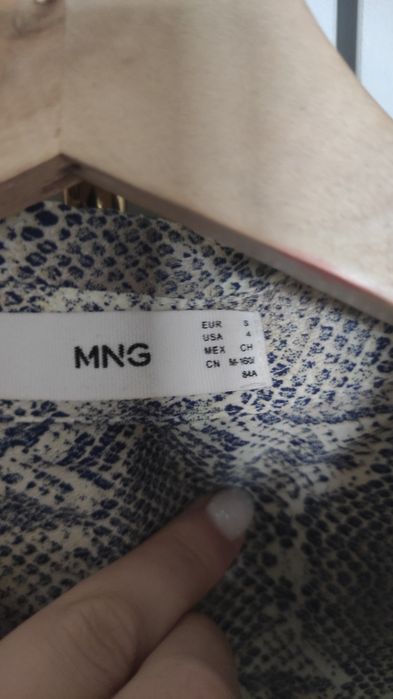 MNG
EUR S
USA 4
MEX CH
CN M-160/
84A